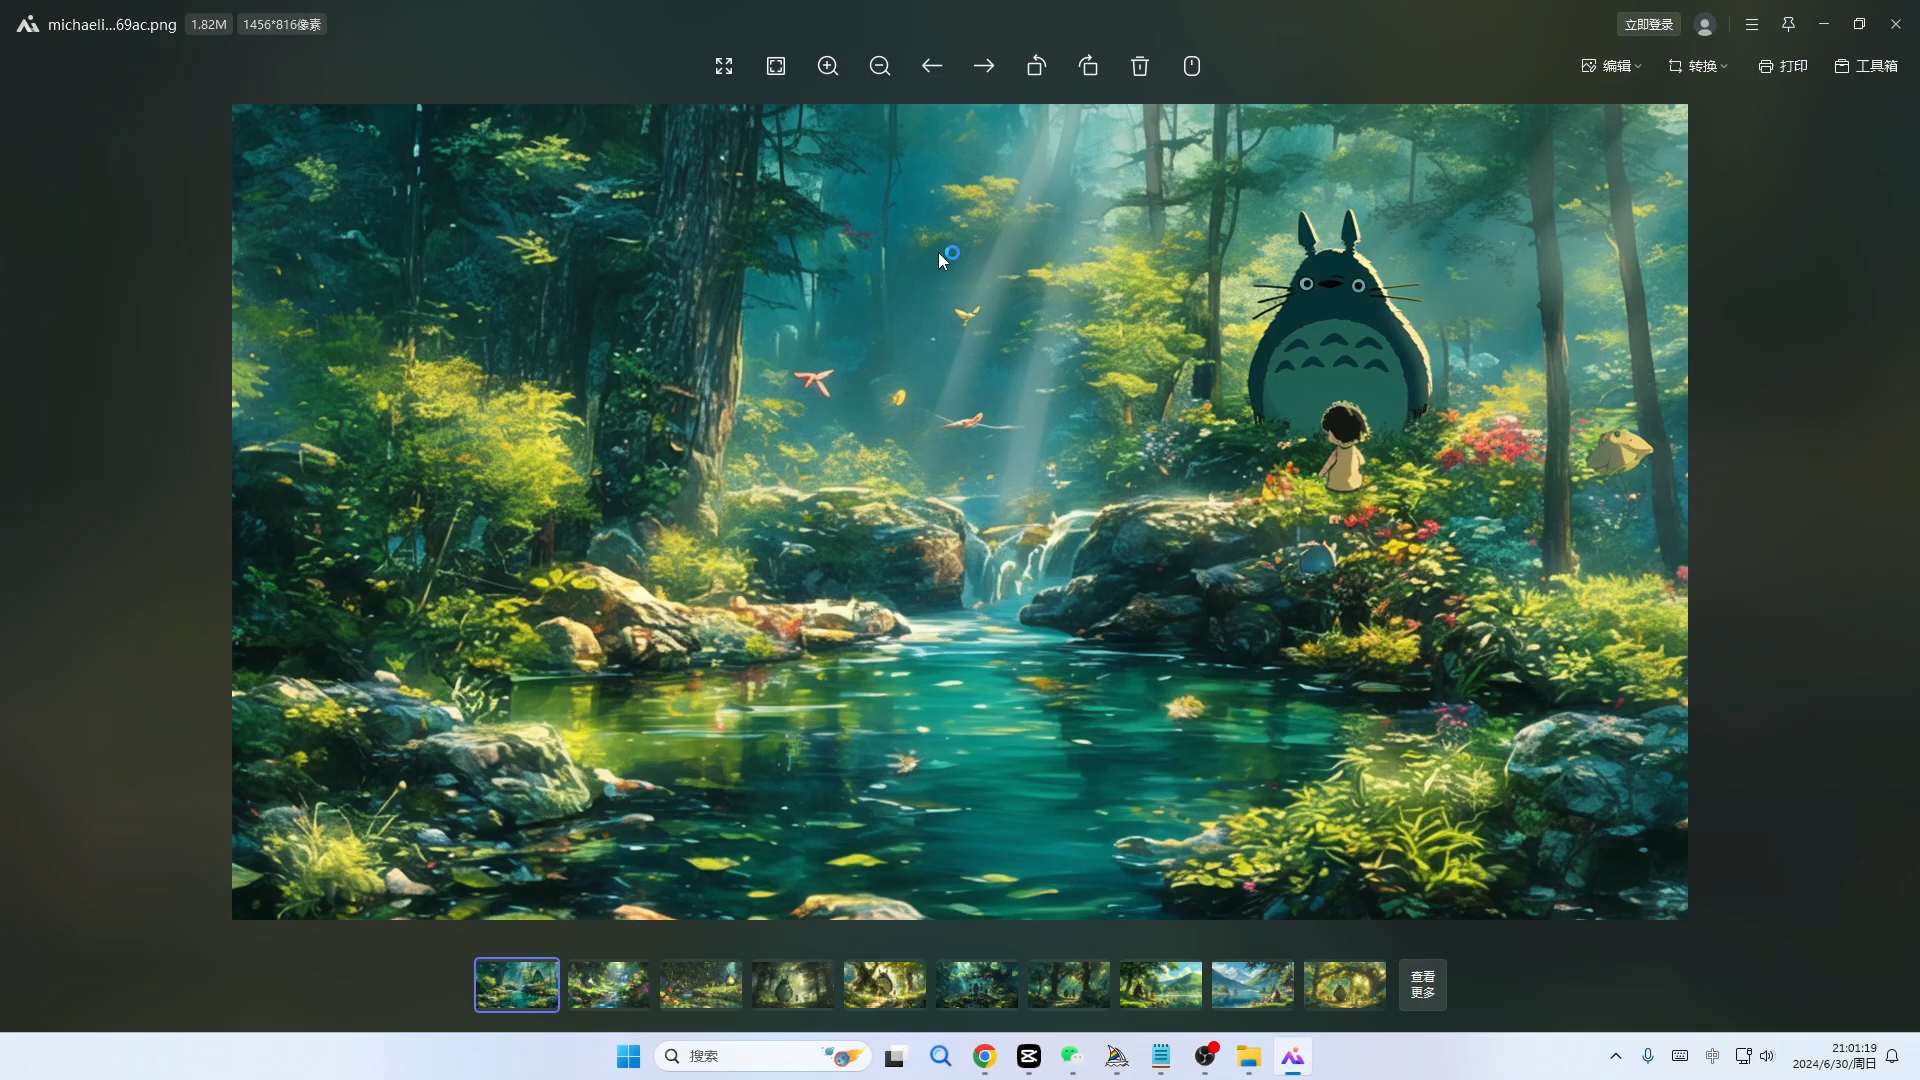 michaeli...69ac.png 1.82M 1456*816像素 立即登录
编辑 转换 打印 工具箱
查看
更多
搜索 中 21:01:19
2024/6/30/周日